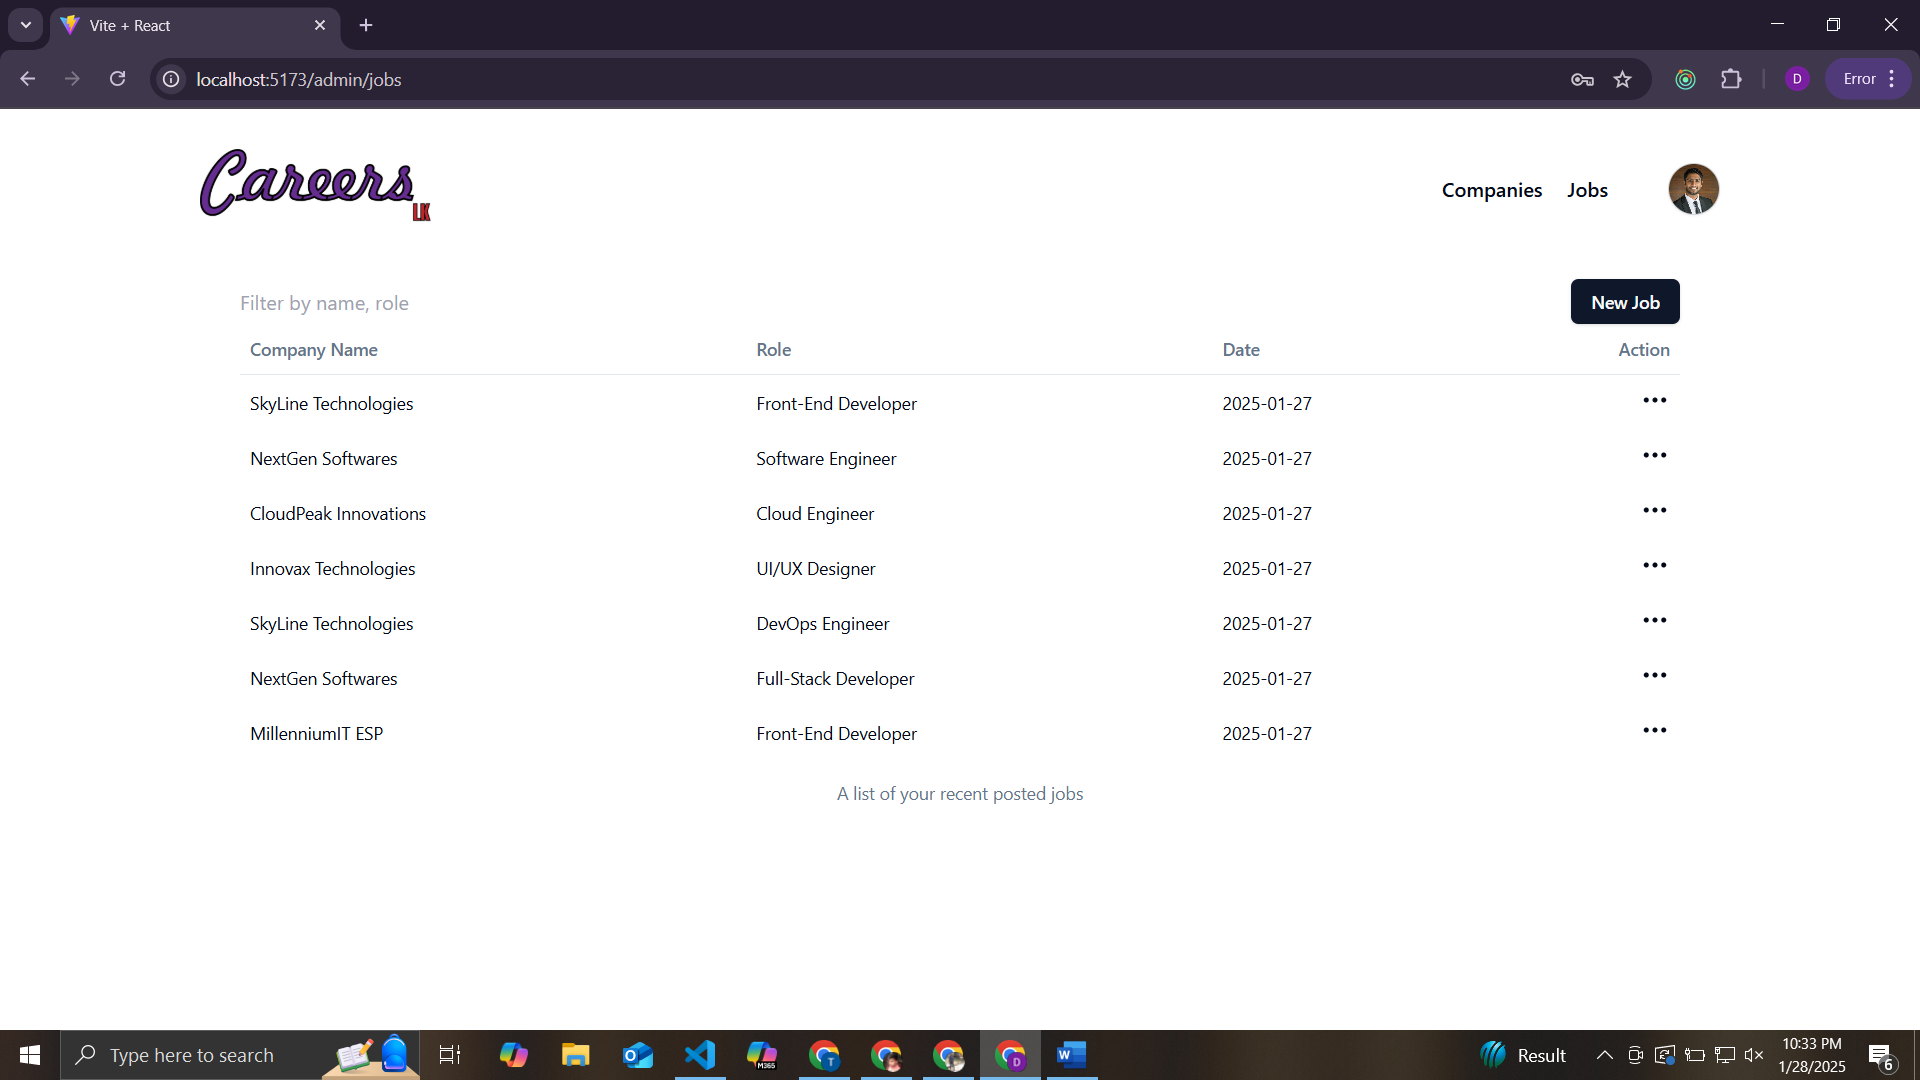 Vite + React
localhost:5173/admin/jobs
D
Error
Careers
LK
Companies Jobs
Filter by name, role
New Job
Company Name Role Date Action
SkyLine Technologies Front-End Developer 2025-01-27
NextGen Softwares Software Engineer 2025-01-27
CloudPeak Innovations Cloud Engineer 2025-01-27
Innovax Technologies UI/UX Designer 2025-01-27
SkyLine Technologies DevOps Engineer 2025-01-27
NextGen Softwares Full-Stack Developer 2025-01-27
MillenniumIT ESP Front-End Developer 2025-01-27
A list of your recent posted jobs
Type here to search
M365
T
D
W
Result
10:33 PM
1/28/2025
6